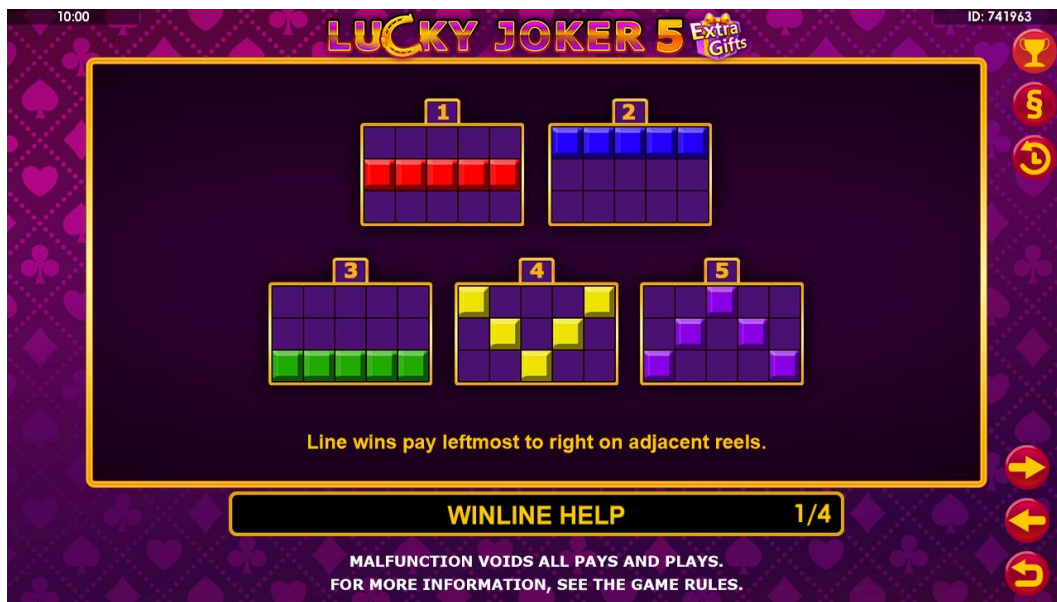 10:00
ID: 741963
LUCKY JOKER 5 Extra Gifts
§
1
2
3
4
5
Line wins pay leftmost to right on adjacent reels.
WINLINE HELP
1/4
MALFUNCTION VOIDS ALL PAYS AND PLAYS.
FOR MORE INFORMATION, SEE THE GAME RULES.